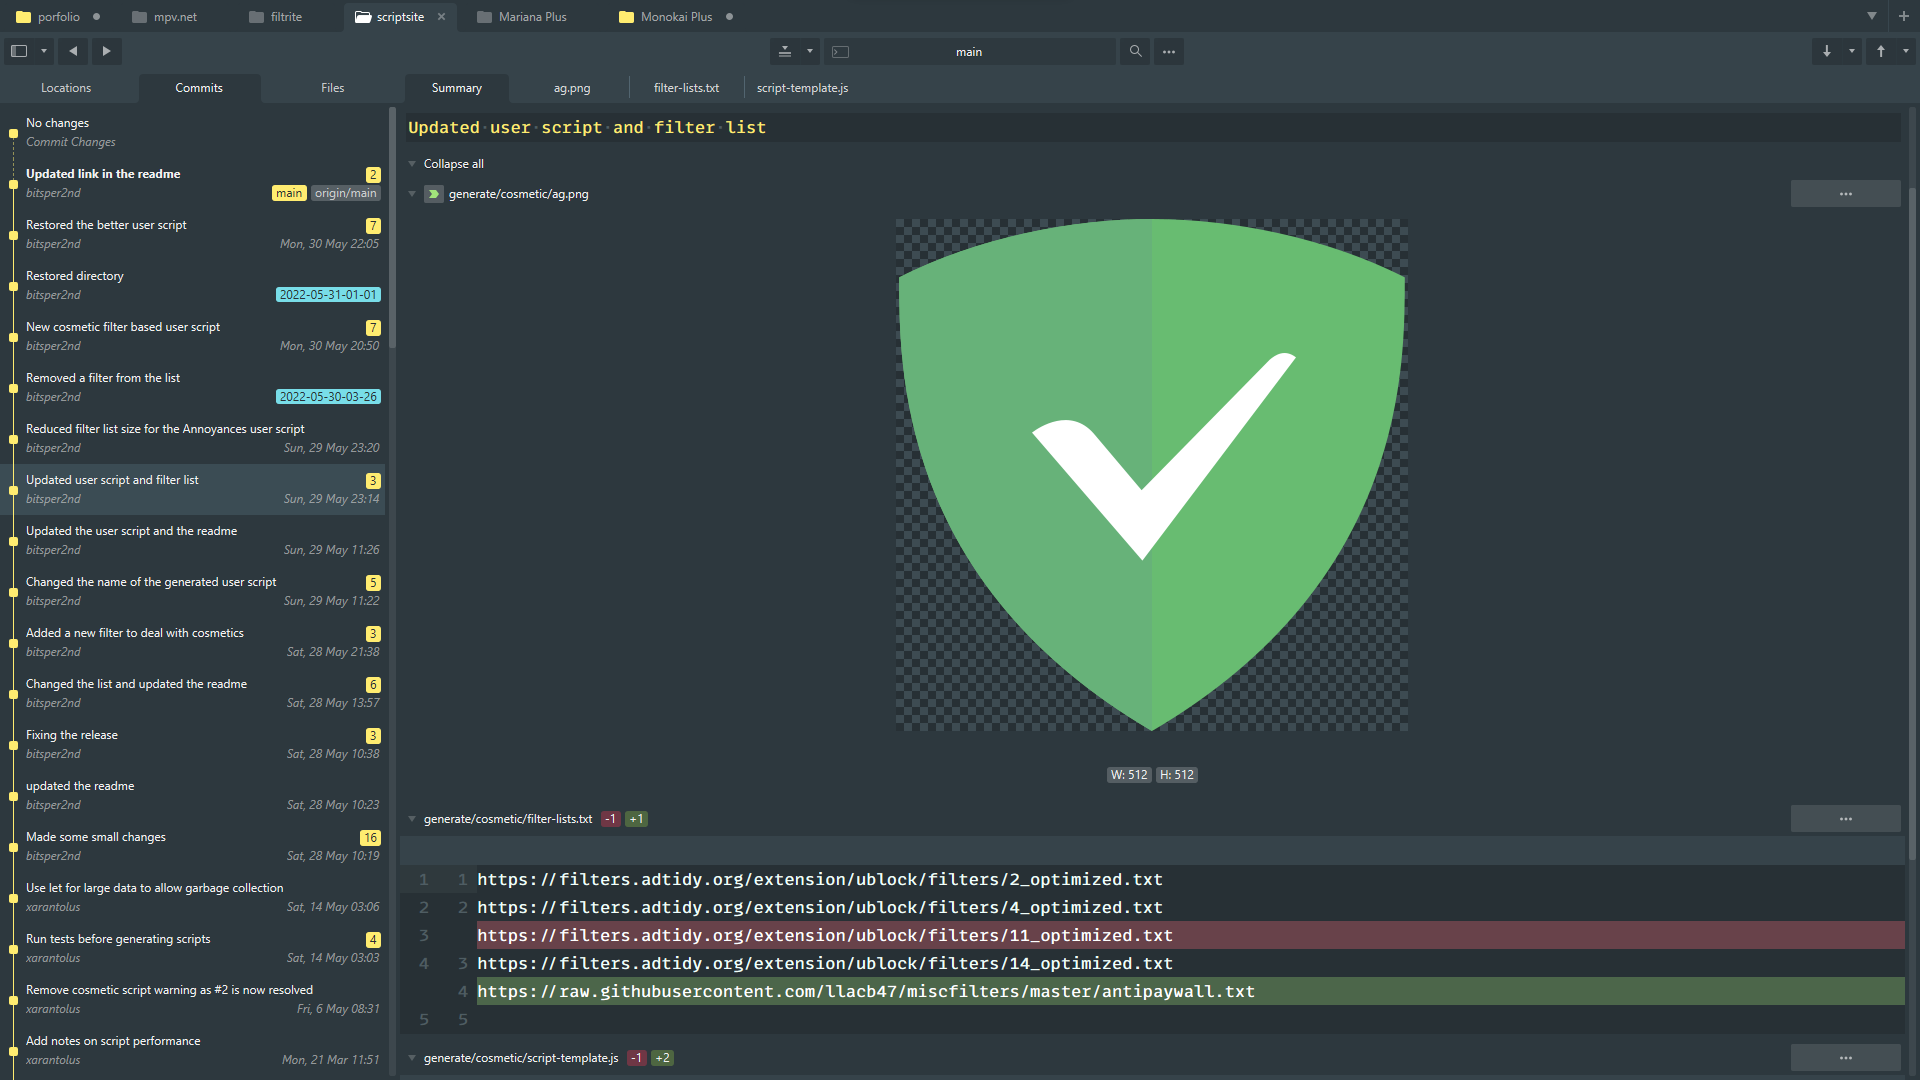 porfolio
mpv.net
filtrite
scriptsite
Mariana Plus
Monokai Plus
main
Locations
Commits
Files
Summary
ag.png
filter-lists.txt
script-template.js
No changes
Commit Changes
Updated link in the readme 2
bitsper2nd main origin/main
Restored the better user script 7
bitsper2nd Mon, 30 May 22:05
Restored directory
bitsper2nd 2022-05-31-01-01
New cosmetic filter based user script 7
bitsper2nd Mon, 30 May 20:50
Removed a filter from the list
bitsper2nd 2022-05-30-03-26
Reduced filter list size for the Annoyances user script
bitsper2nd Sun, 29 May 23:20
Updated user script and filter list 3
bitsper2nd Sun, 29 May 23:14
Updated the user script and the readme
bitsper2nd Sun, 29 May 11:26
Changed the name of the generated user script 5
bitsper2nd Sun, 29 May 11:22
Added a new filter to deal with cosmetics 3
bitsper2nd Sat, 28 May 21:38
Changed the list and updated the readme 6
bitsper2nd Sat, 28 May 13:57
Fixing the release 3
bitsper2nd Sat, 28 May 10:38
updated the readme
bitsper2nd Sat, 28 May 10:23
Made some small changes 16
bitsper2nd Sat, 28 May 10:19
Use let for large data to allow garbage collection
xarantolus Sat, 14 May 03:06
Run tests before generating scripts 4
xarantolus Sat, 14 May 03:03
Remove cosmetic script warning as #2 is now resolved
xarantolus Fri, 6 May 08:31
Add notes on script performance
xarantolus Mon, 21 Mar 11:51
Updated user script and filter list
Collapse all
generate/cosmetic/ag.png
W: 512 H: 512
generate/cosmetic/filter-lists.txt -1 +1
1 1 https://filters.adtidy.org/extension/ublock/filters/2_optimized.txt
2 2 https://filters.adtidy.org/extension/ublock/filters/4_optimized.txt
3 https://filters.adtidy.org/extension/ublock/filters/11_optimized.txt
4 3 https://filters.adtidy.org/extension/ublock/filters/14_optimized.txt
4 https://raw.githubusercontent.com/llacb47/miscfilters/master/antipaywall.txt
5 5
generate/cosmetic/script-template.js -1 +2